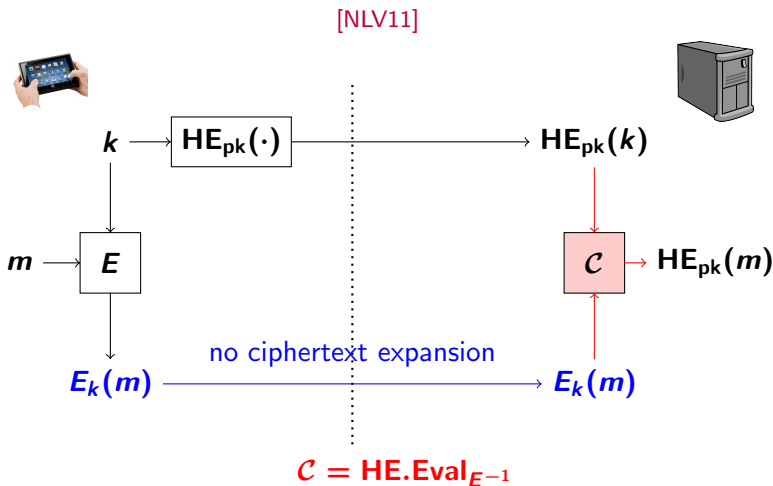 [NLV11]
k
HE_pk(·)
HE_pk(k)
m
E
C
HE_pk(m)
no ciphertext expansion
E_k(m)
E_k(m)
C = HE.Eval_{E^{-1}}